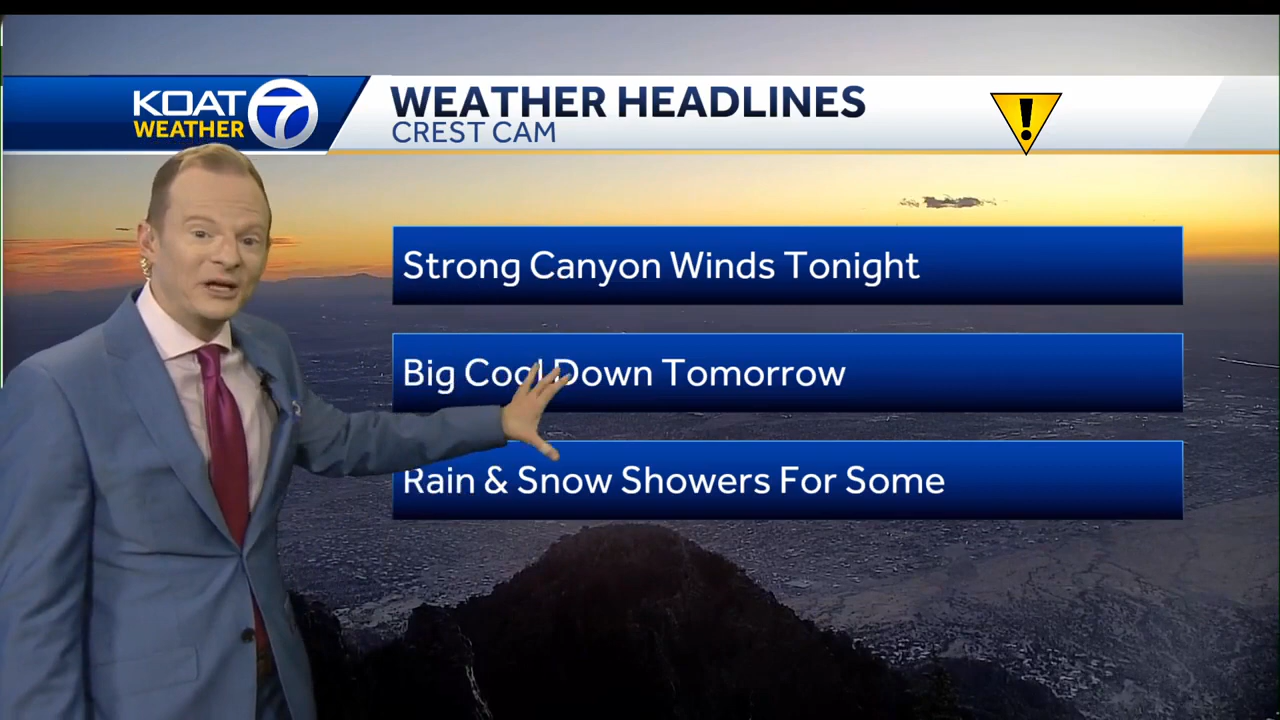 KOAT 7
WEATHER
WEATHER HEADLINES
CREST CAM
!
Strong Canyon Winds Tonight
Big Cool Down Tomorrow
Rain & Snow Showers For Some